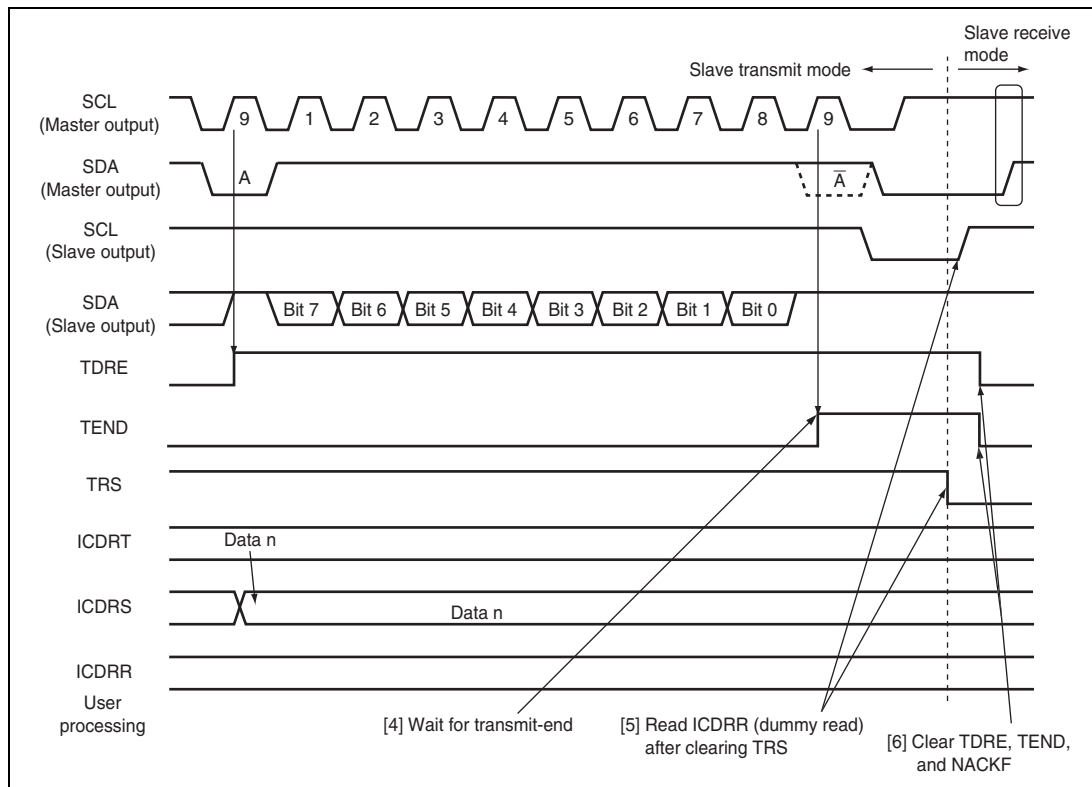 Slave receive
mode
Slave transmit mode
SCL
(Master output)
9 1 2 3 4 5 6 7 8 9
SDA
(Master output)
A A̅
SCL
(Slave output)
SDA
(Slave output)
Bit 7 Bit 6 Bit 5 Bit 4 Bit 3 Bit 2 Bit 1 Bit 0
TDRE
TEND
TRS
ICDRT
Data n
ICDRS
Data n
ICDRR
User
processing
[4] Wait for transmit-end
[5] Read ICDRR (dummy read)
after clearing TRS
[6] Clear TDRE, TEND,
and NACKF